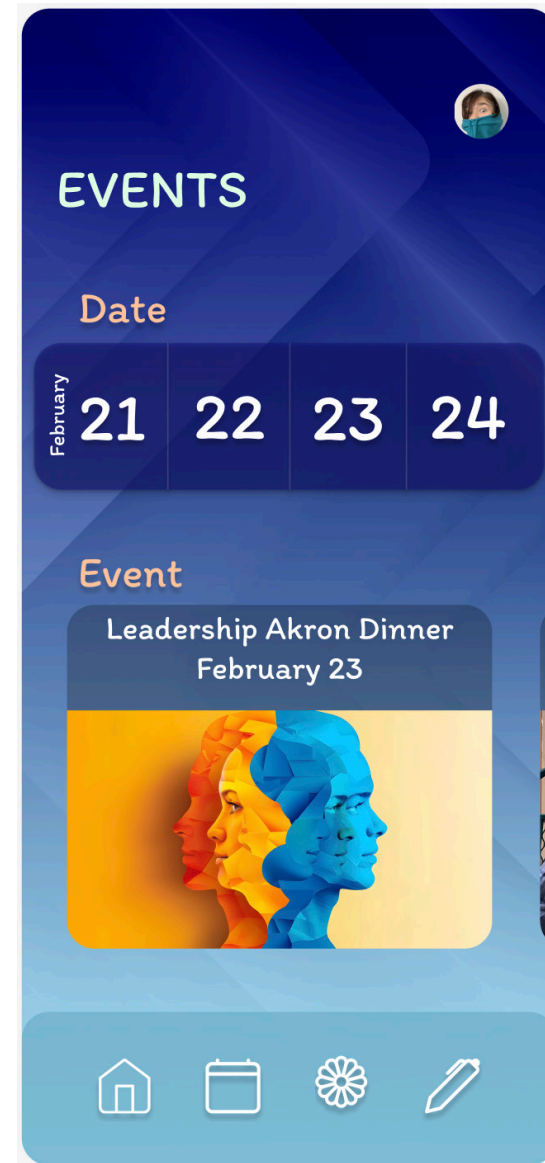 EVENTS
Date
February
21 22 23 24
Event
Leadership Akron Dinner
February 23